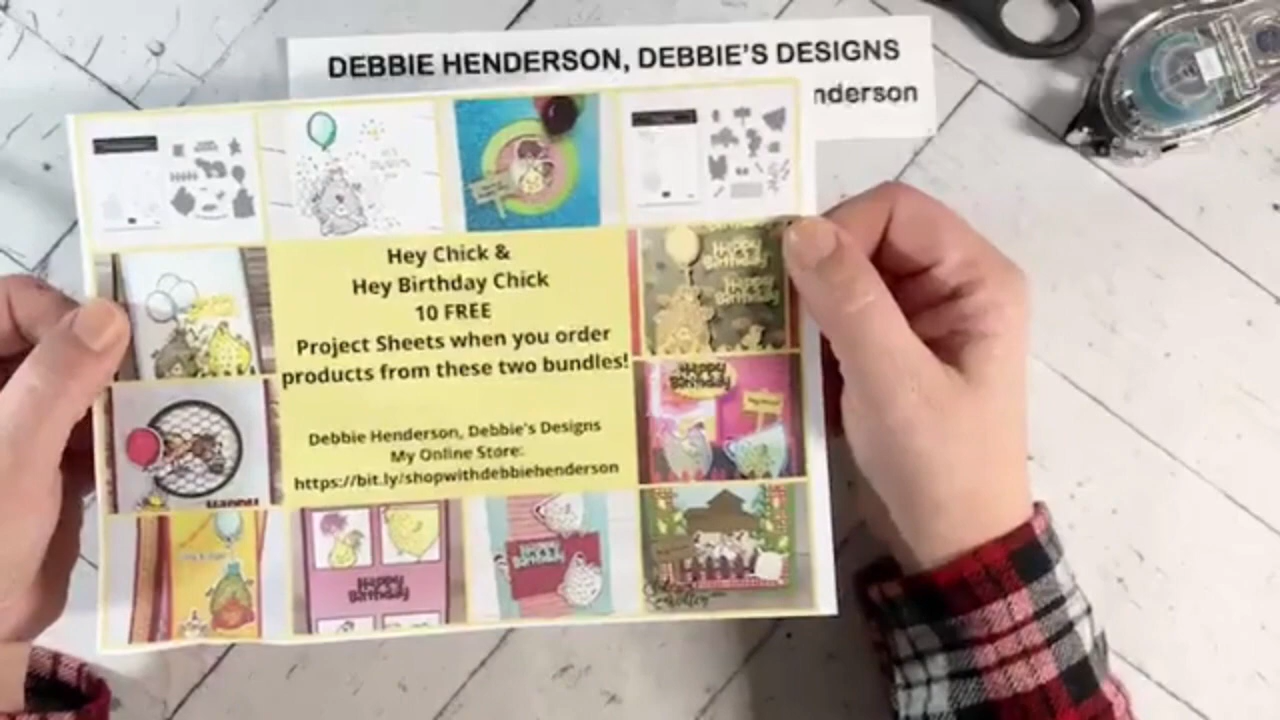 DEBBIE HENDERSON, DEBBIE'S DESIGNS
nderson
Hey Chick &
Hey Birthday Chick
10 FREE
Project Sheets when you order
products from these two bundles!
Debbie Henderson, Debbie's Designs
My Online Store:
https://bit.ly/shopwithdebbiehenderson
Happy
Birthday
Happy
Birthday
Happy
Birthday
Happy
Birthday